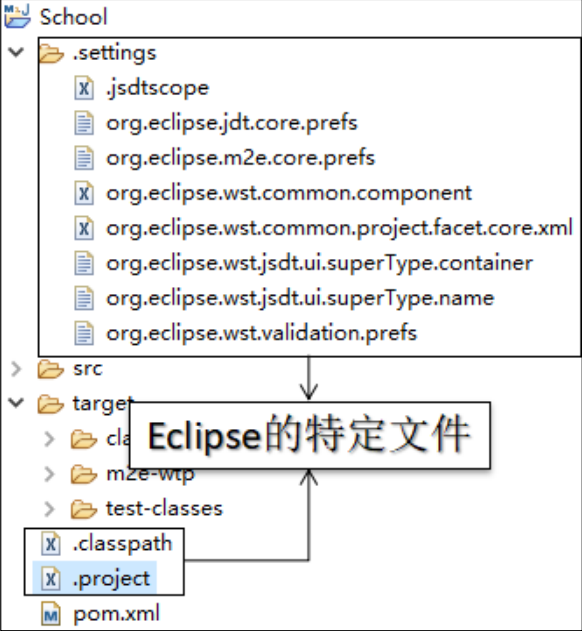 School
.settings
.jsdtscope
org.eclipse.jdt.core.prefs
org.eclipse.m2e.core.prefs
org.eclipse.wst.common.component
org.eclipse.wst.common.project.facet.core.xml
org.eclipse.wst.jsdt.ui.superType.container
org.eclipse.wst.jsdt.ui.superType.name
org.eclipse.wst.validation.prefs
src
target
Eclipse的特定文件
m2e-wtp
test-classes
.classpath
.project
pom.xml